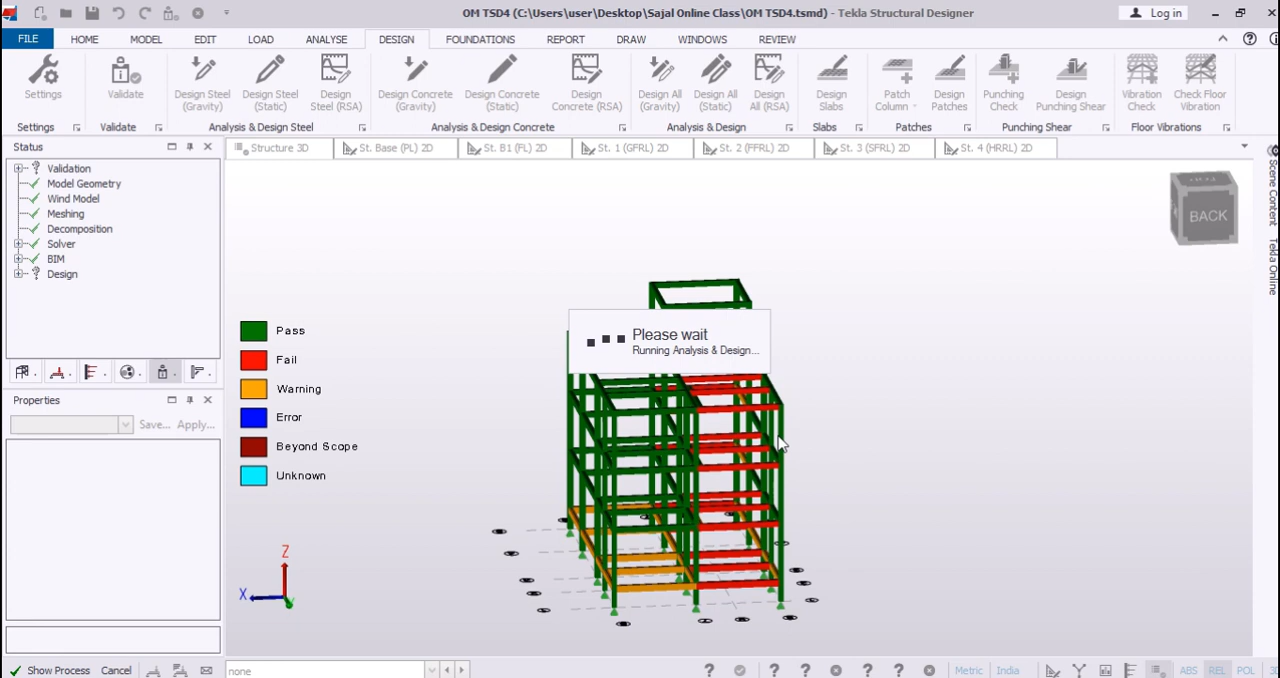 OM TSD4 (C:\Users\user\Desktop\Sajal Online Class\OM TSD4.tsmd) - Tekla Structural Designer
Log in
FILE
HOME
MODEL
EDIT
LOAD
ANALYSE
DESIGN
FOUNDATIONS
REPORT
DRAW
WINDOWS
REVIEW
Settings
Validate
Design Steel (Gravity)
Design Steel (Static)
Design Steel (RSA)
Design Concrete (Gravity)
Design Concrete (Static)
Design Concrete (RSA)
Design All (Gravity)
Design All (Static)
Design All (RSA)
Design Slabs
Patch Column
Design Patches
Punching Check
Design Punching Shear
Vibration Check
Check Floor Vibration
Settings
Validate
Analysis & Design Steel
Analysis & Design Concrete
Analysis & Design
Slabs
Patches
Punching Shear
Floor Vibrations
Status
Structure 3D
St. Base (PL) 2D
St. B1 (FL) 2D
St. 1 (GFRL) 2D
St. 2 (FFRL) 2D
St. 3 (SFRL) 2D
St. 4 (HRRL) 2D
Validation
Model Geometry
Wind Model
Meshing
Decomposition
Solver
BIM
Design
Scene Content
Tekla Online
BACK
Pass
Fail
Warning
Error
Beyond Scope
Unknown
Please wait
Running Analysis & Design...
Properties
Save...
Apply...
Z
X
Show Process
Cancel
none
Metric
India
ABS
REL
POL